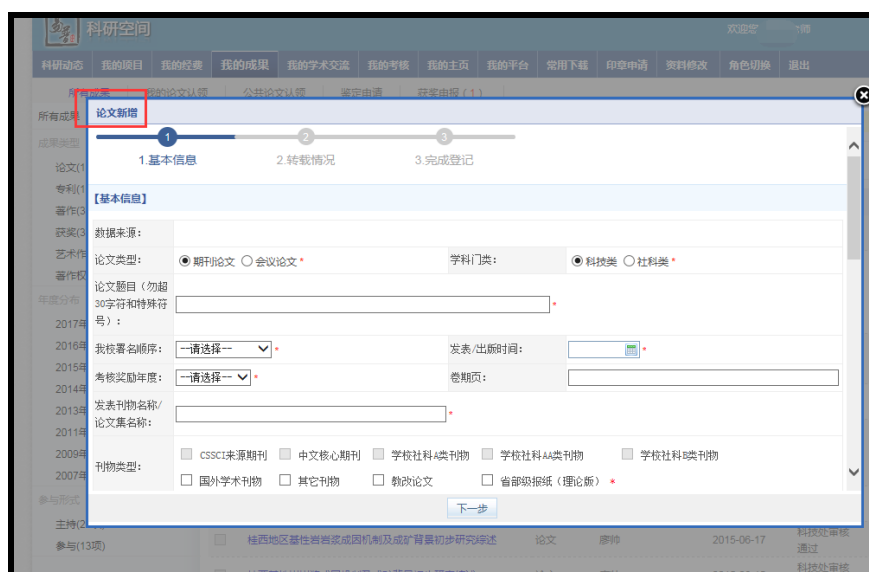 科研空间
欢迎您
科研动态 我的项目 我的经费 我的成果 我的学术交流 我的考核 我的主页 我的平台 常用下载 印章申请 资料修改 角色切换 退出
所有成果 我的论文认领 公共论文认领 鉴定申请 获奖申报(1)
所有成果
论文新增
成果类型
1 2 3
1.基本信息 2.转载情况 3.完成登记
论文(1
专利(1
【基本信息】
著作(3
获奖(3
数据来源：
艺术作
论文类型： 期刊论文 会议论文* 学科门类： 科技类 社科类*
著作权
论文题目（勿超
30字符和特殊符
号）： *
年度分布
2017年
2016年
我校署名顺序： --请选择-- * 发表/出版时间： *
2015年
考核奖励年度： --请选择-- * 卷期页：
2014年
2013年
发表刊物名称/
论文集名称： *
2011年
2009年
刊物类型： CSSCI来源期刊 中文核心期刊 学校社科A类刊物 学校社科AA类刊物 学校社科B类刊物
2007年
国外学术刊物 其它刊物 教改论文 省部级报纸（理论版） *
参与形式
下一步
主持(2
参与(13项)
桂西地区基性岩岩浆成因机制及成矿背景初步研究综述 论文 廖帅 2015-06-17 科技处审核
通过
科技处审核